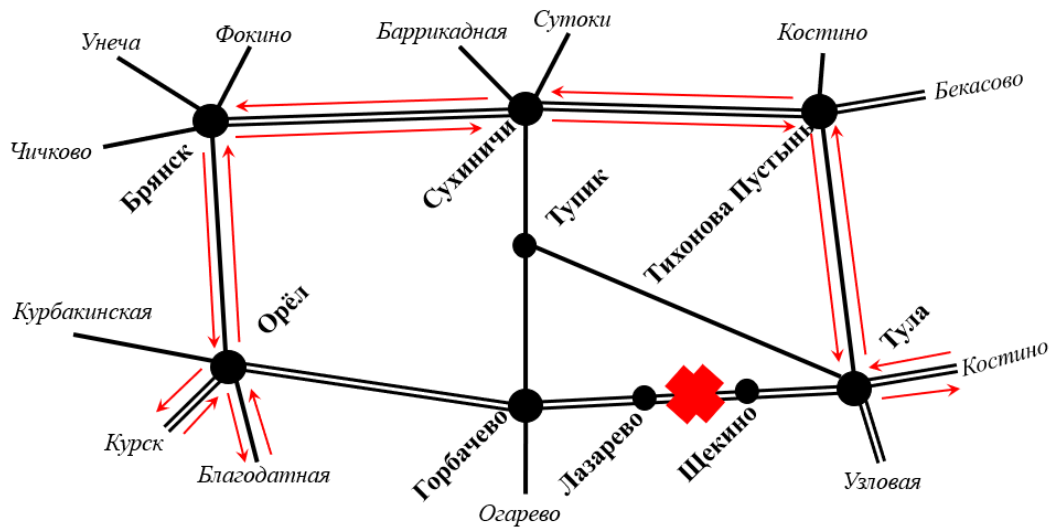 Унеча
Фокино
Баррикадная
Сутоки
Костино
Бекасово
Чичково
Брянск
Сухиничи
Тихонова Пустынь
Тупик
Курбакинская
Орёл
Тула
Костино
Курск
Благодатная
Горбачево
Лазарево
Щекино
Узловая
Огарево